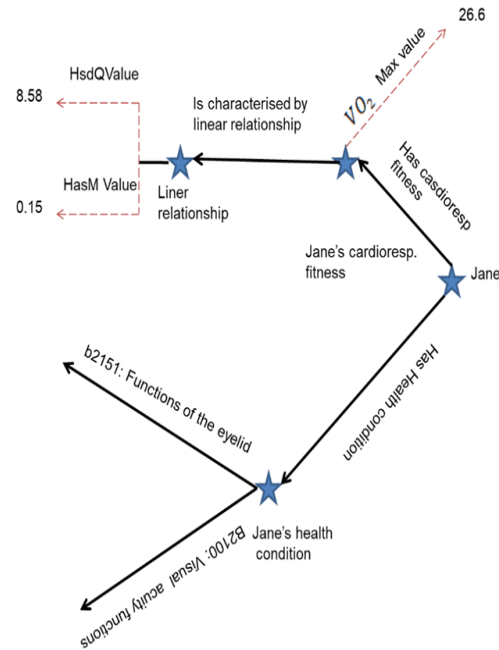 26.6
VO₂ Max value
HsdQValue
8.58
Is characterised by
linear relationship
Has casdioresp
fitness
HasM Value
Liner
relationship
0.15
Jane's cardioresp.
fitness
Jane
Has Health condition
b2151: Functions of the eyelid
Jane's health
condition
B2100: Visual acuity functions